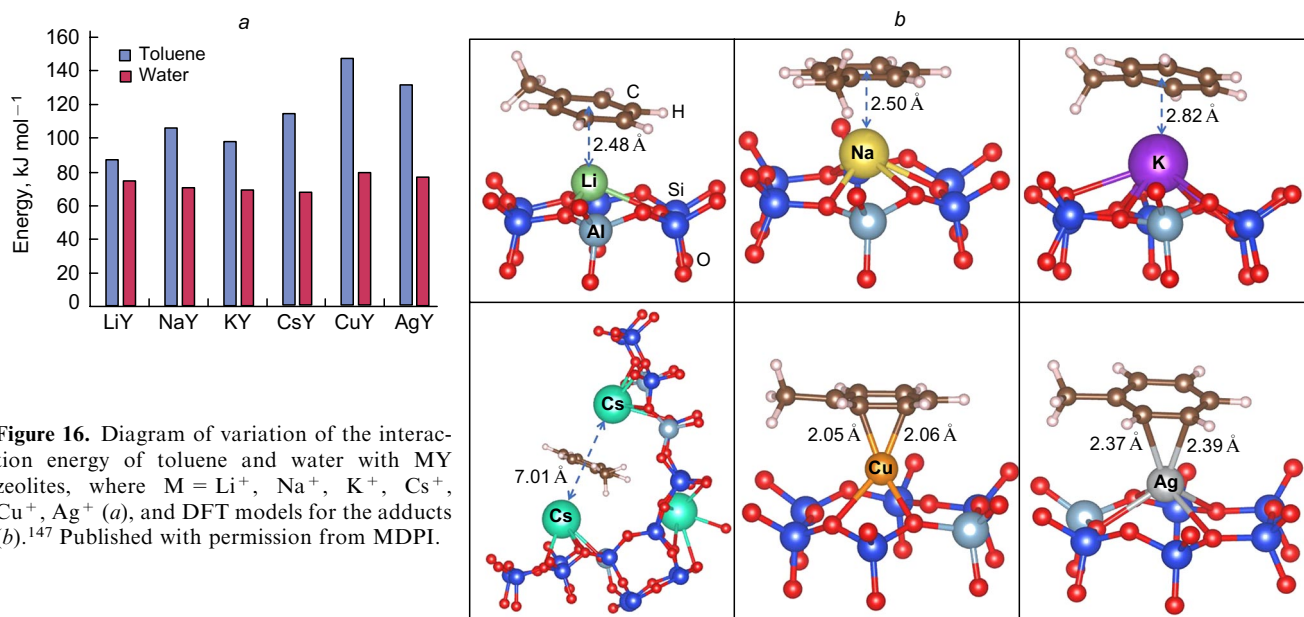 a
160
140
120
100
80
60
40
20
0
Energy, kJ mol−1
Toluene
Water
LiY NaY KY CsY CuY AgY
Figure 16. Diagram of variation of the interac-
tion energy of toluene and water with MY
zeolites, where M = Li+, Na+, K+, Cs+,
Cu+, Ag+ (a), and DFT models for the adducts
(b).147 Published with permission from MDPI.
b
C
H
2.48 Å
Li
Si
Al
O
2.50 Å
Na
2.82 Å
K
Cs
7.01 Å
Cs
2.05 Å 2.06 Å
Cu
2.37 Å 2.39 Å
Ag